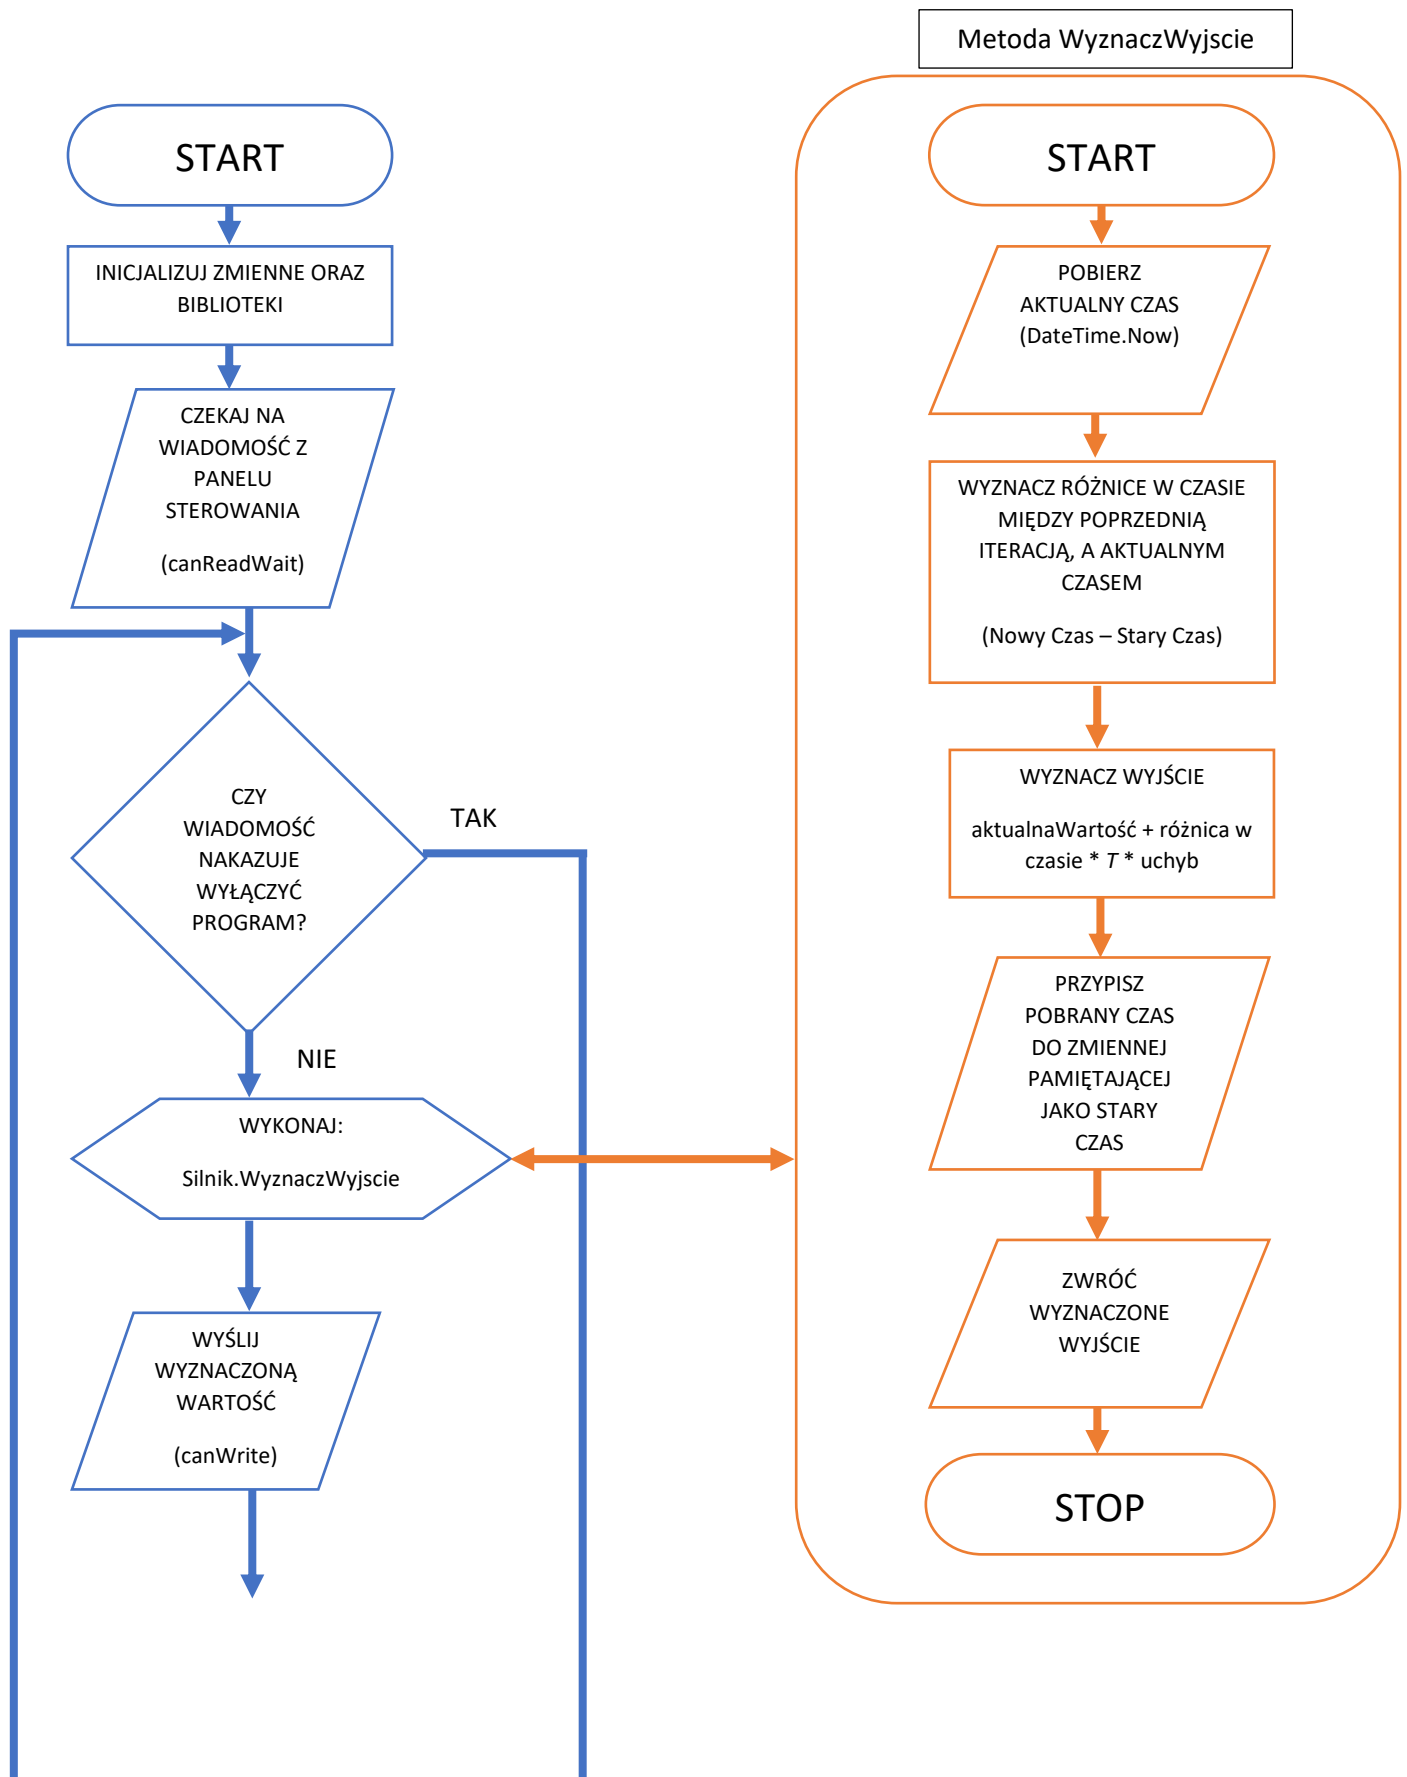 Metoda WyznaczWyjscie
START
INICJALIZUJ ZMIENNE ORAZ
BIBLIOTEKI
CZEKAJ NA
WIADOMOŚĆ Z
PANELU
STEROWANIA
(canReadWait)
CZY
WIADOMOŚĆ
NAKAZUJE
WYŁĄCZYĆ
PROGRAM?
TAK
NIE
WYKONAJ:
Silnik.WyznaczWyjscie
WYŚLIJ
WYZNACZONĄ
WARTOŚĆ
(canWrite)
START
POBIERZ
AKTUALNY CZAS
(DateTime.Now)
WYZNACZ RÓŻNICE W CZASIE
MIĘDZY POPRZEDNIĄ
ITERACJĄ, A AKTUALNYM
CZASEM
(Nowy Czas – Stary Czas)
WYZNACZ WYJŚCIE
aktualnaWartość + różnica w
czasie * T * uchyb
PRZYPISZ
POBRANY CZAS
DO ZMIENNEJ
PAMIĘTAJĄCEJ
JAKO STARY
CZAS
ZWRÓĆ
WYZNACZONE
WYJŚCIE
STOP